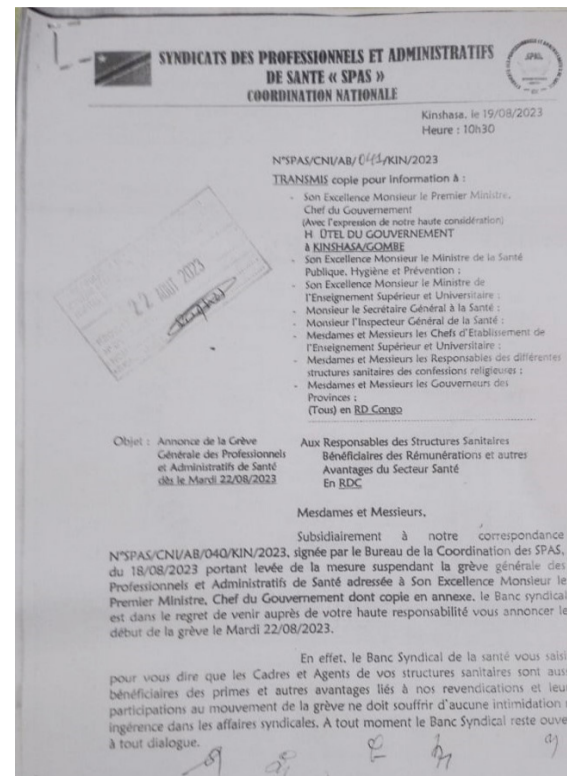 SYNDICATS DES PROFESSIONNELS ET ADMINISTRATIFS
DE SANTE « SPAS »
COORDINATION NATIONALE
SPAS
Kinshasa, le 19/08/2023
Heure : 10h30
N°SPAS/CNI/AB/041/KIN/2023
TRANSMIS copie pour information à :
- Son Excellence Monsieur le Premier Ministre,
Chef du Gouvernement
(Avec l'expression de notre haute considération)
H ÔTEL DU GOUVERNEMENT
à KINSHASA/GOMBE
- Son Excellence Monsieur le Ministre de la Santé
Publique, Hygiène et Prévention ;
- Son Excellence Monsieur le Ministre de
l'Enseignement Supérieur et Universitaire ;
- Monsieur le Secrétaire Général à la Santé ;
- Monsieur l'Inspecteur Général de la Santé ;
- Mesdames et Messieurs les Chefs d'Etablissement de
l'Enseignement Supérieur et Universitaire ;
- Mesdames et Messieurs les Responsables des différentes
structures sanitaires des confessions religieuses ;
- Mesdames et Messieurs les Gouverneurs des
Provinces ;
(Tous) en RD Congo
22 AOUT 2023
Objet : Annonce de la Grève
Générale des Professionnels
et Administratifs de Santé
dès le Mardi 22/08/2023
Aux Responsables des Structures Sanitaires
Bénéficiaires des Rémunérations et autres
Avantages du Secteur Santé
En RDC
Mesdames et Messieurs,
Subsidiairement à notre correspondance
N°SPAS/CNI/AB/040/KIN/2023, signée par le Bureau de la Coordination des SPAS,
du 18/08/2023 portant levée de la mesure suspendant la grève générale des
Professionnels et Administratifs de Santé adressée à Son Excellence Monsieur le
Premier Ministre, Chef du Gouvernement dont copie en annexe, le Banc syndical
est dans le regret de venir auprès de votre haute responsabilité vous annoncer le
début de la grève le Mardi 22/08/2023.
En effet, le Banc Syndical de la santé vous saisi
pour vous dire que les Cadres et Agents de vos structures sanitaires sont auss
bénéficiaires des primes et autres avantages liés à nos revendications et leur
participations au mouvement de la grève ne doit souffrir d'aucune intimidation
ingérence dans les affaires syndicales. A tout moment le Banc Syndical reste ouve
à tout dialogue.